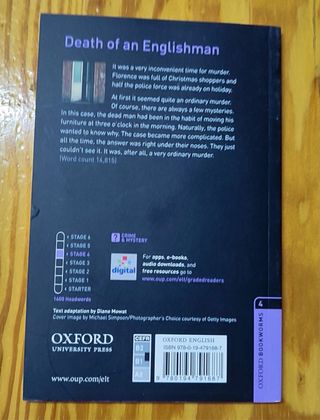 Death of an Englishman
It was a very inconvenient time for murder.
Florence was full of Christmas shoppers and
half the police force was already on holiday.
At first it seemed quite an ordinary murder.
Of course, there are always a few mysteries.
In this case, the dead man had been in the habit of moving his
furniture at three o'clock in the morning. Naturally, the police
wanted to know why. The case became more complicated. But
all the time, the answer was right under their noses. They just
couldn't see it. It was, after all, a very ordinary murder.
(Word count 14,815)
STAGE 6
STAGE 5
STAGE 4
STAGE 3
STAGE 2
STAGE 1
STARTER
1400 Headwords
CRIME
& MYSTERY
digital
For apps, e-books,
audio downloads, and
free resources go to
www.oup.com/elt/gradedreaders
Text adaptation by Diane Mowat
Cover image by Michael Simpson/Photographer's Choice courtesy of Getty Images
OXFORD
UNIVERSITY PRESS
www.oup.com/elt
CEFR
B2
B1
OXFORD ENGLISH
ISBN 978-0-19-479166-7
9 780194 791667
4
OXFORD BOOKWORMS